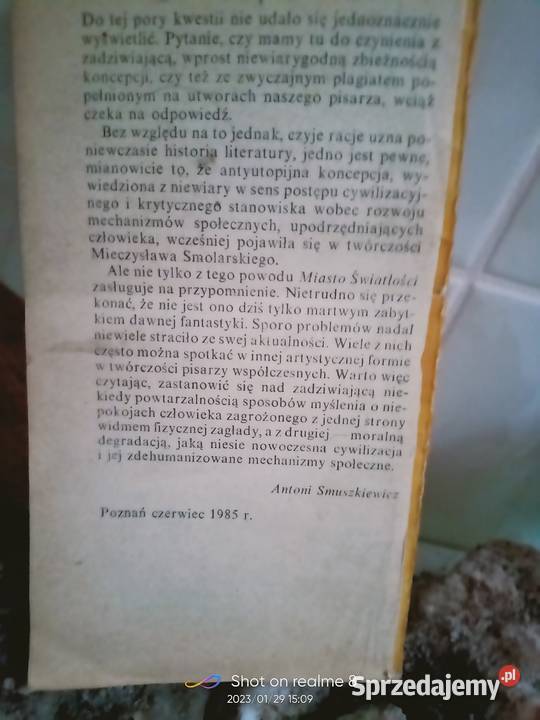 Do tej pory kwestii nie udało się jednoznacznie
wyświetlić. Pytanie, czy mamy tu do czynienia z
zadziwiającą, wprost niewiarygodną zbieżnością
koncepcji, czy też ze zwyczajnym plagiatem po-
pełnionym na utworach naszego pisarza, wciąż
czeka na odpowiedź.
Bez względu na to jednak, czyje racje uzna po-
niewczasie historia literatury, jedno jest pewne,
mianowicie to, że antyutopijna koncepcja, wy-
wiedziona z niewiary w sens postępu cywilizacyj-
nego i krytycznego stanowiska wobec rozwoju
mechanizmów społecznych, upodrzędniających
człowieka, wcześniej pojawiła się w twórczości
Mieczysława Smolarskiego.
Ale nie tylko z tego powodu Miasto Światłości
zasługuje na przypomnienie. Nietrudno się prze-
konać, że nie jest ono dziś tylko martwym zabyt-
kiem dawnej fantastyki. Sporo problemów nadal
niewiele straciło ze swej aktualności. Wiele z nich
często można spotkać w innej artystycznej formie
w twórczości pisarzy współczesnych. Warto więc
czytając, zastanowić się nad zadziwiającą nie-
kiedy powtarzalnością sposobów myślenia o nie-
pokojach człowieka zagrożonego z jednej strony
widmem fizycznej zagłady, a z drugiej — moralną
degradacją, jaką niesie nowoczesna cywilizacja
i jej zdehumanizowane mechanizmy społeczne.
Antoni Smuszkiewicz
Poznań czerwiec 1985 r.
Shot on realme 8
2023/01/29 15:09
Sprzedajemy.pl